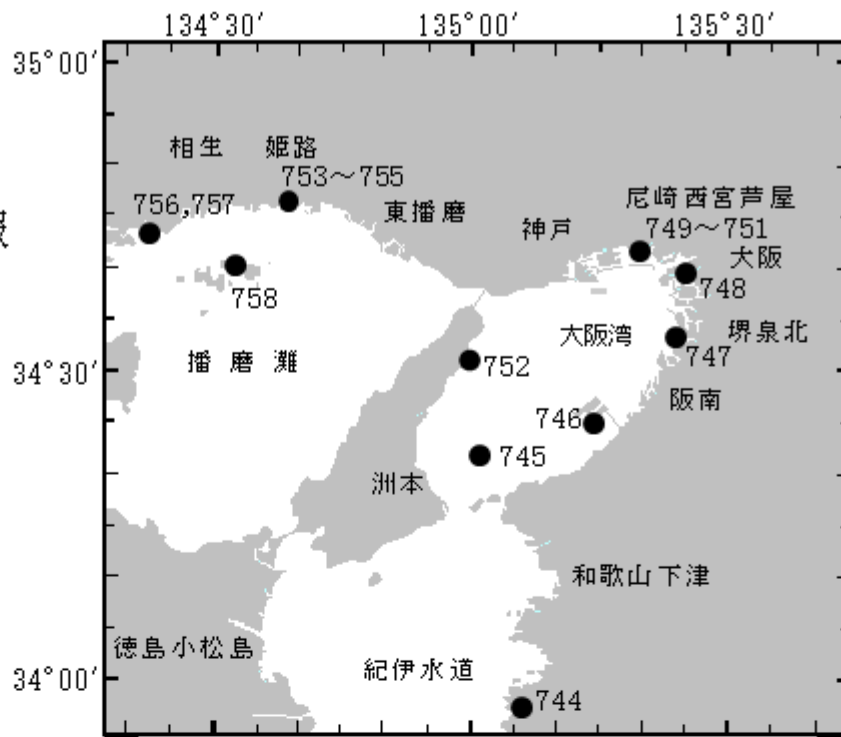 134°30′ 135°00′ 135°30′
35°00′
相生 姫路
753～755
756,757
東播磨
尼崎西宮芦屋
神戸
749～751
大阪
758
748
大阪湾
堺泉北
34°30′
播磨灘
752
747
阪南
746
745
洲本
和歌山下津
徳島小松島
34°00′
紀伊水道
744